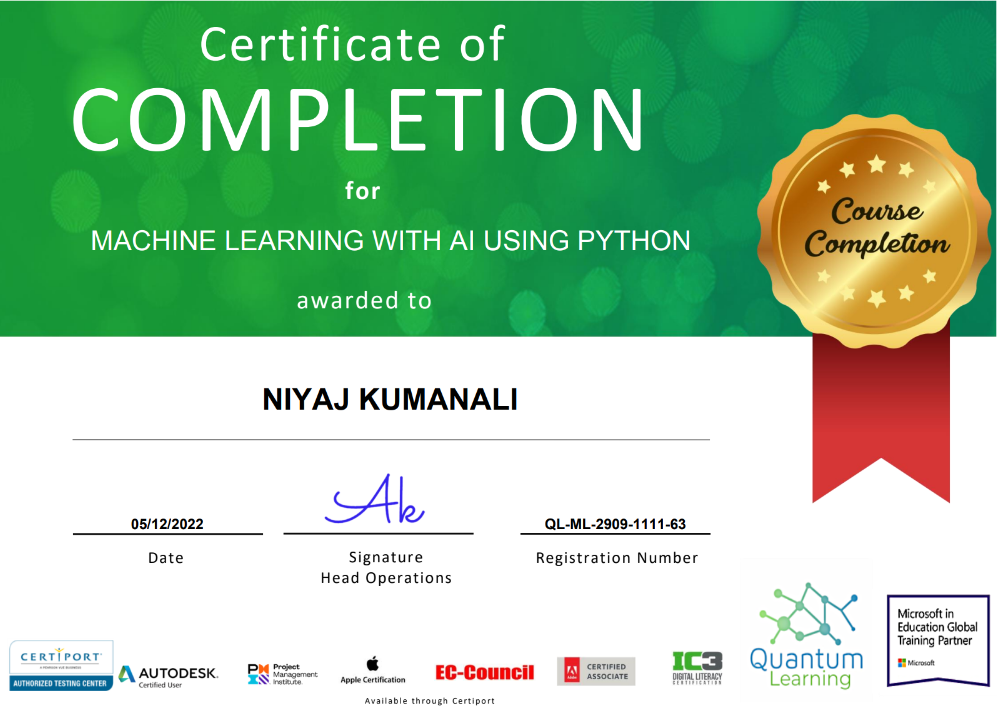 Certificate of
COMPLETION
for
MACHINE LEARNING WITH AI USING PYTHON
awarded to
Course
Completion
NIYAJ KUMANALI
05/12/2022
Date
Ak
Signature
Head Operations
QL-ML-2909-1111-63
Registration Number
CERTIPORT
A PEARSON VUE BUSINESS
AUTHORIZED TESTING CENTER
AUTODESK.
Certified User
Project
Management
Institute.
Apple Certification
EC-Council
Adobe
CERTIFIED
ASSOCIATE
IC3
DIGITAL LITERACY
CERTIFICATION
Available through Certiport
Quantum
Learning
Microsoft in
Education Global
Training Partner
Microsoft